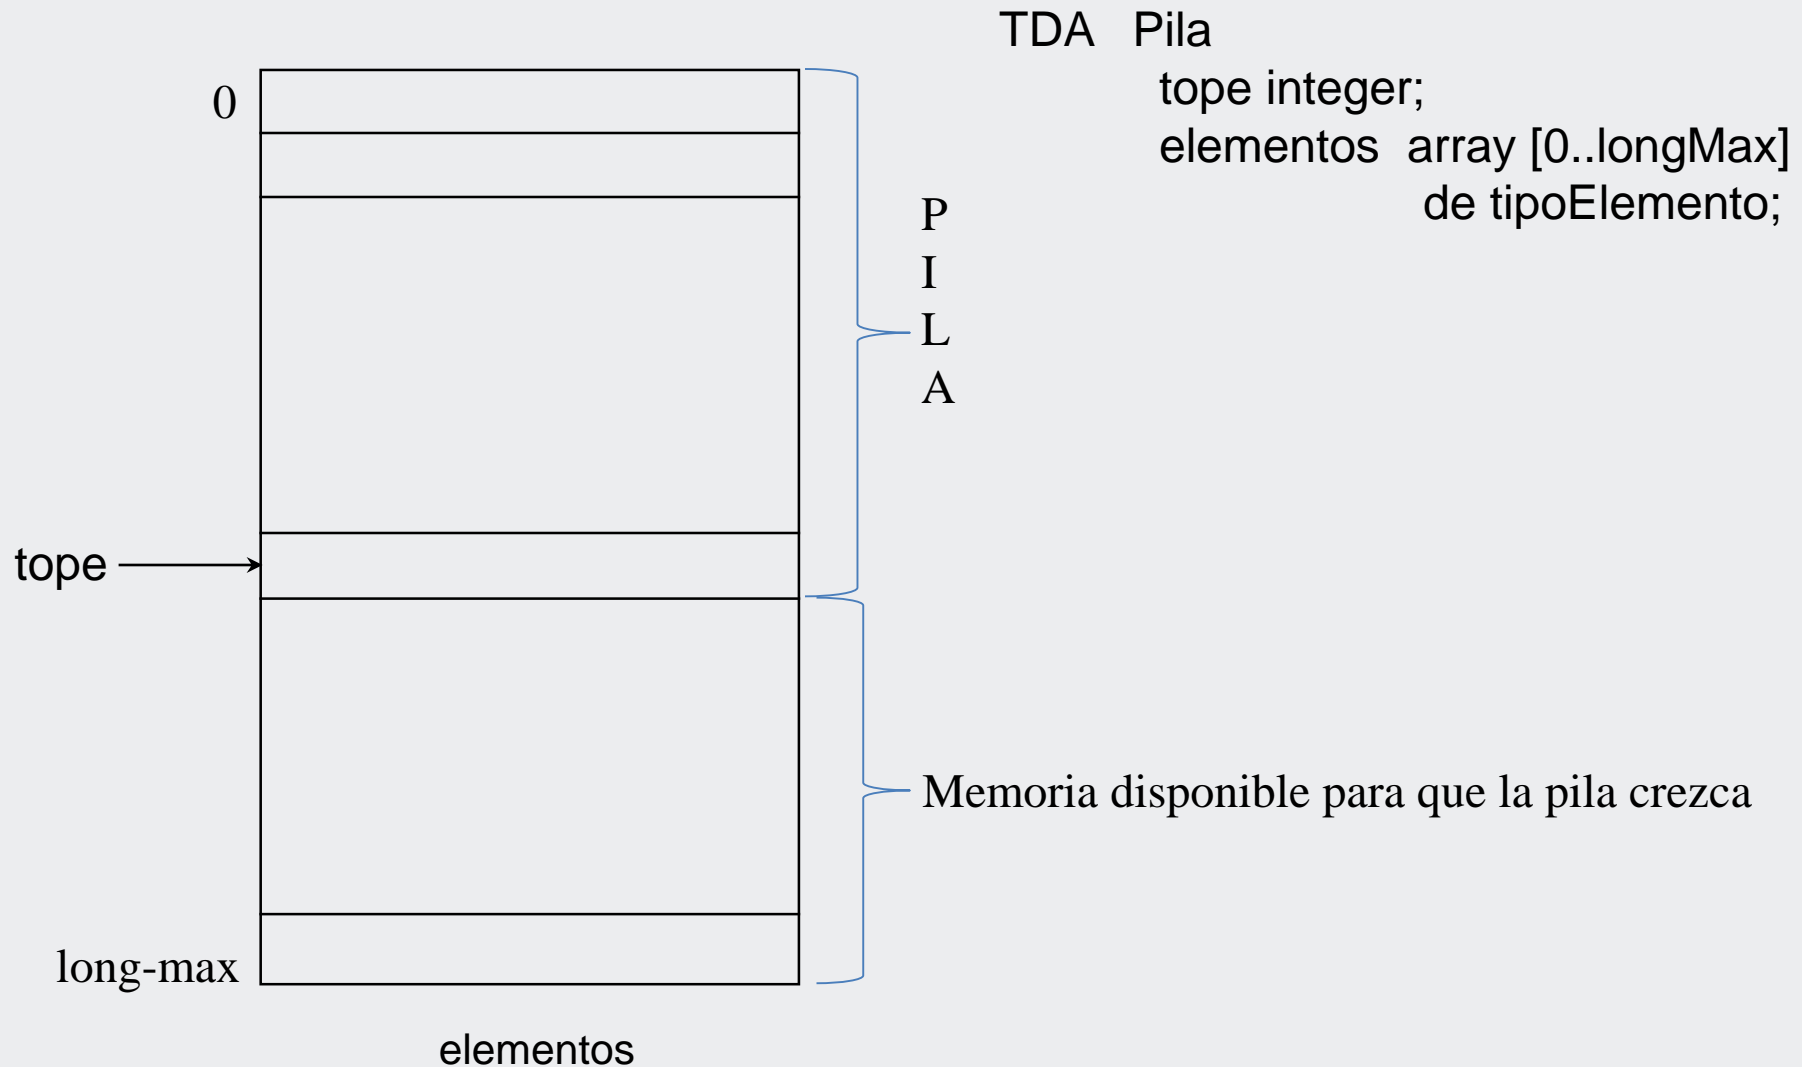 TDA Pila
tope integer;
elementos array [0..longMax]
de tipoElemento;
0
P
I
L
A
tope
Memoria disponible para que la pila crezca
long-max
elementos